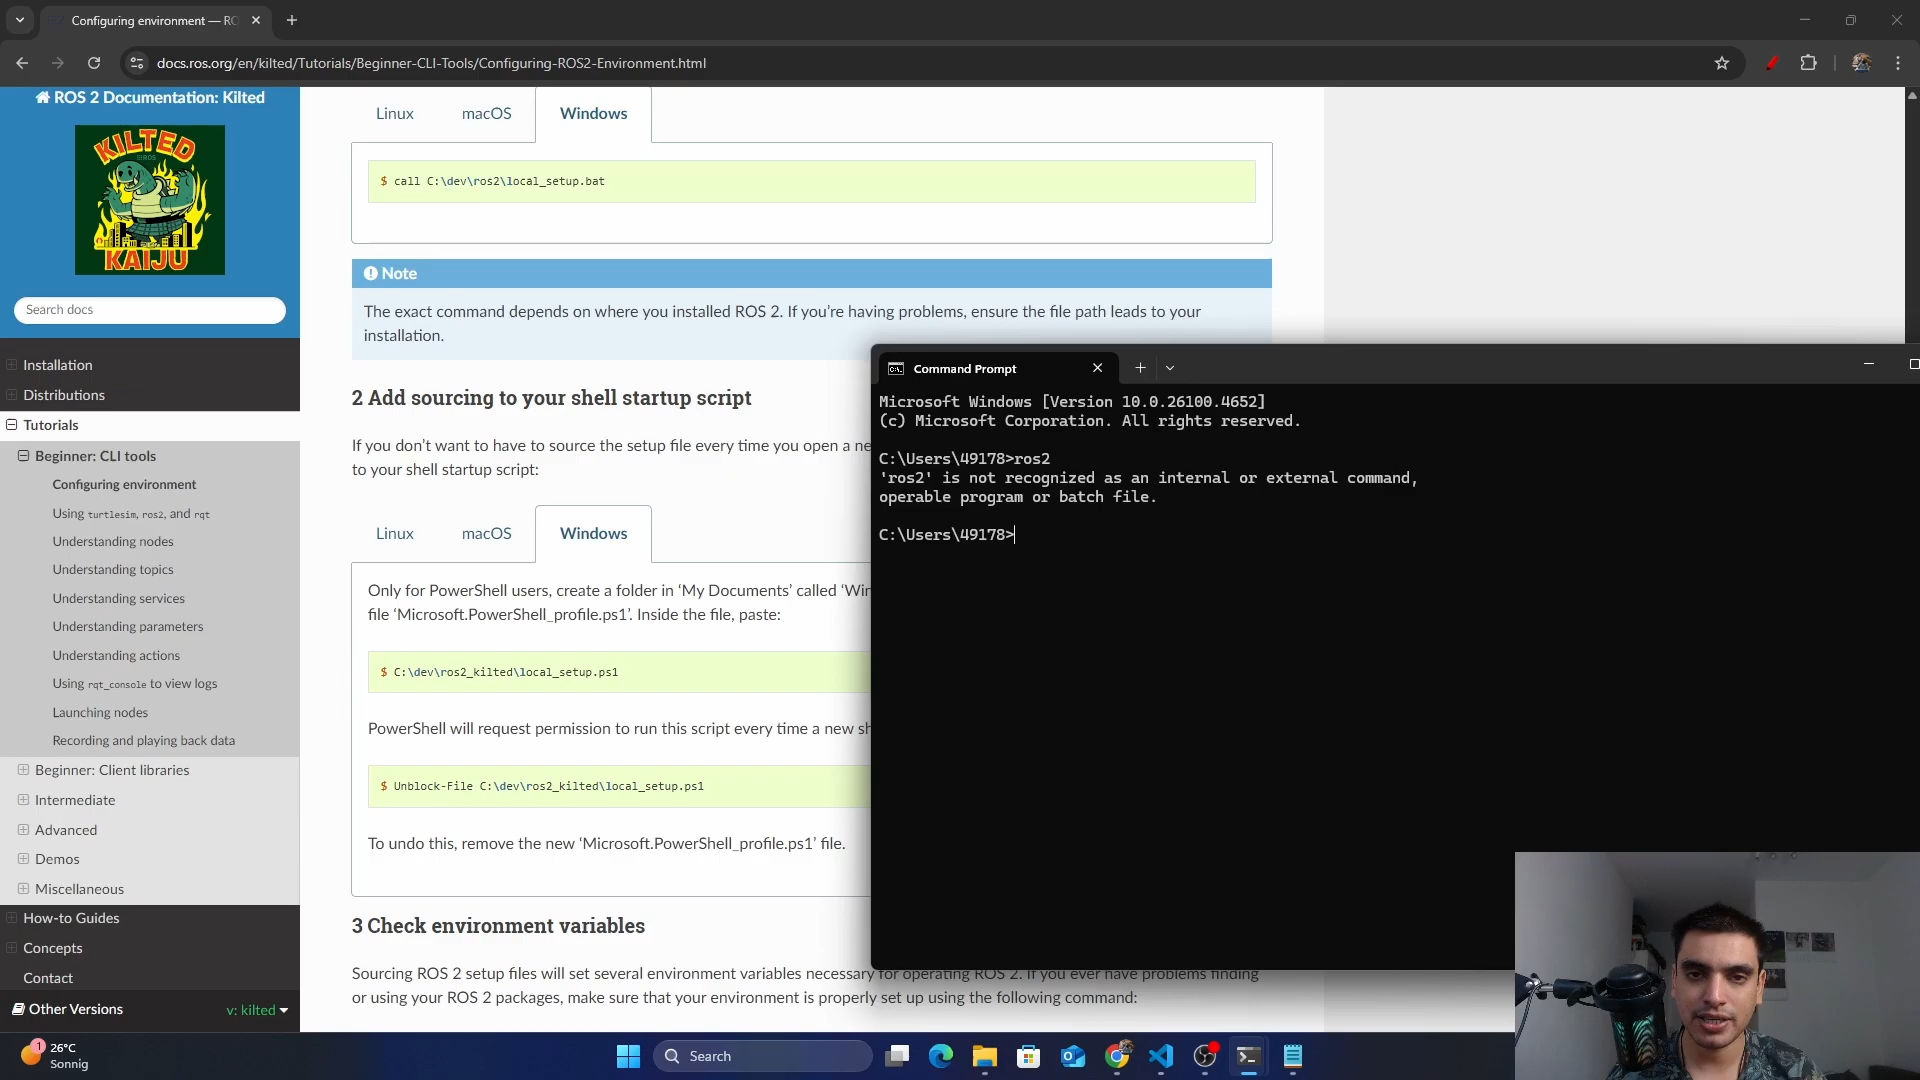 Configuring environment — RO
docs.ros.org/en/kilted/Tutorials/Beginner-CLI-Tools/Configuring-ROS2-Environment.html
ROS 2 Documentation: Kilted
KILTED
ROS
KAIJU
Search docs
Installation
Distributions
Tutorials
Beginner: CLI tools
Configuring environment
Using turtlesim, ros2, and rqt
Understanding nodes
Understanding topics
Understanding services
Understanding parameters
Understanding actions
Using rqt_console to view logs
Launching nodes
Recording and playing back data
Beginner: Client libraries
Intermediate
Advanced
Demos
Miscellaneous
How-to Guides
Concepts
Contact
Other Versions v: kilted
Linux macOS Windows
$ call C:\dev\ros2\local_setup.bat
Note
The exact command depends on where you installed ROS 2. If you’re having problems, ensure the file path leads to your
installation.
2 Add sourcing to your shell startup script
If you don’t want to have to source the setup file every time you open a ne
to your shell startup script:
Linux macOS Windows
Only for PowerShell users, create a folder in ‘My Documents’ called ‘Win
file ‘Microsoft.PowerShell_profile.ps1’. Inside the file, paste:
$ C:\dev\ros2_kilted\local_setup.ps1
PowerShell will request permission to run this script every time a new sh
$ Unblock-File C:\dev\ros2_kilted\local_setup.ps1
To undo this, remove the new ‘Microsoft.PowerShell_profile.ps1’ file.
3 Check environment variables
Sourcing ROS 2 setup files will set several environment variables necessary for operating ROS 2. If you ever have problems finding
or using your ROS 2 packages, make sure that your environment is properly set up using the following command:
Command Prompt
Microsoft Windows [Version 10.0.26100.4652]
(c) Microsoft Corporation. All rights reserved.
C:\Users\49178>ros2
'ros2' is not recognized as an internal or external command,
operable program or batch file.
C:\Users\49178>
1
26°C
Sonnig
Search